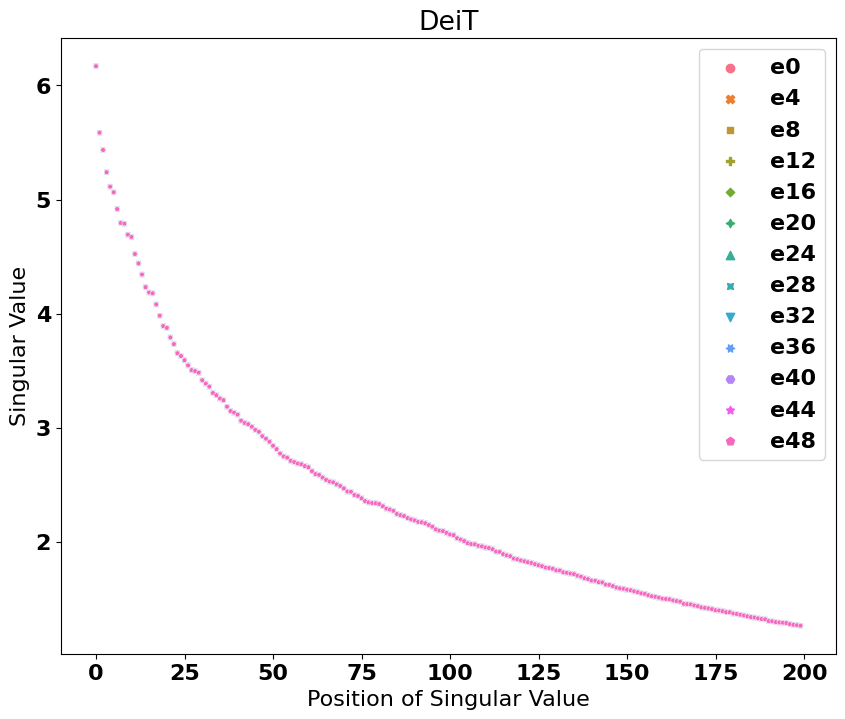 DeiT
6
5
4
3
2
Singular Value
0 25 50 75 100 125 150 175 200
Position of Singular Value
e0
e4
e8
e12
e16
e20
e24
e28
e32
e36
e40
e44
e48